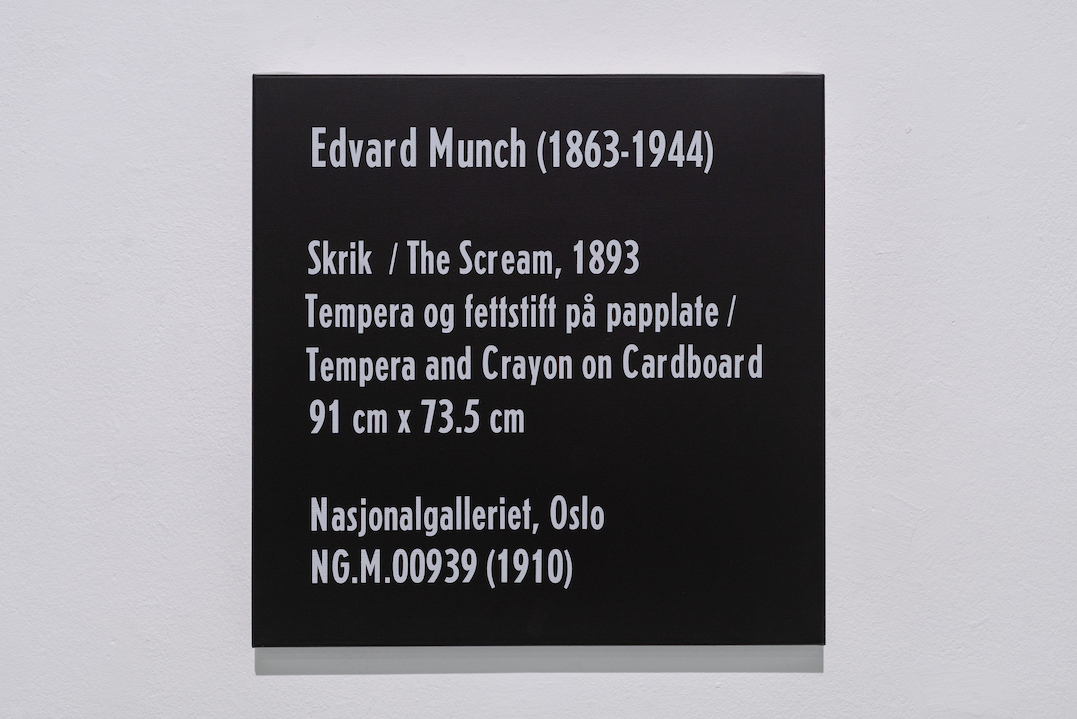 Edvard Munch (1863-1944)
Skrik / The Scream, 1893
Tempera og fettstift på papplate /
Tempera and Crayon on Cardboard
91 cm x 73.5 cm
Nasjonalgalleriet, Oslo
NG.M.00939 (1910)